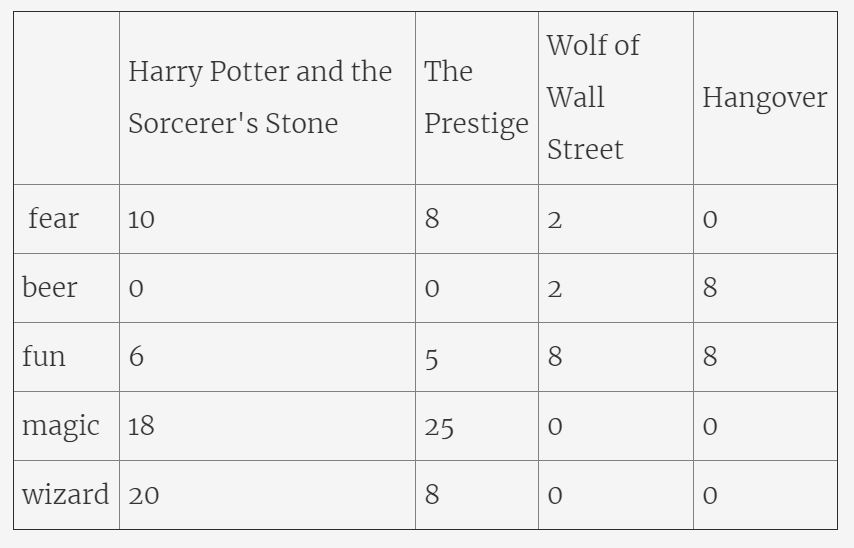 Harry Potter and the Sorcerer's Stone The Prestige Wolf of Wall Street Hangover
fear 10 8 2 0
beer 0 0 2 8
fun 6 5 8 8
magic 18 25 0 0
wizard 20 8 0 0